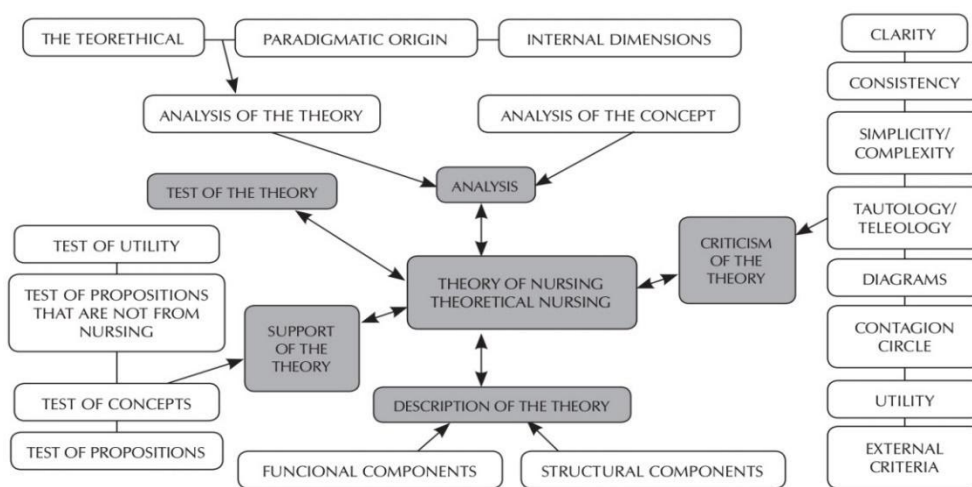 THE TEORETHICAL
PARADIGMATIC ORIGIN
INTERNAL DIMENSIONS
ANALYSIS OF THE THEORY
ANALYSIS OF THE CONCEPT
TEST OF THE THEORY
ANALYSIS
TEST OF UTILITY
TEST OF PROPOSITIONS
THAT ARE NOT FROM
NURSING
TEST OF CONCEPTS
TEST OF PROPOSITIONS
SUPPORT
OF THE
THEORY
THEORY OF NURSING
THEORETICAL NURSING
DESCRIPTION OF THE THEORY
FUNCIONAL COMPONENTS
STRUCTURAL COMPONENTS
CRITICISM
OF THE
THEORY
CLARITY
CONSISTENCY
SIMPLICITY/
COMPLEXITY
TAUTOLOGY/
TELEOLOGY
DIAGRAMS
CONTAGION
CIRCLE
UTILITY
EXTERNAL
CRITERIA